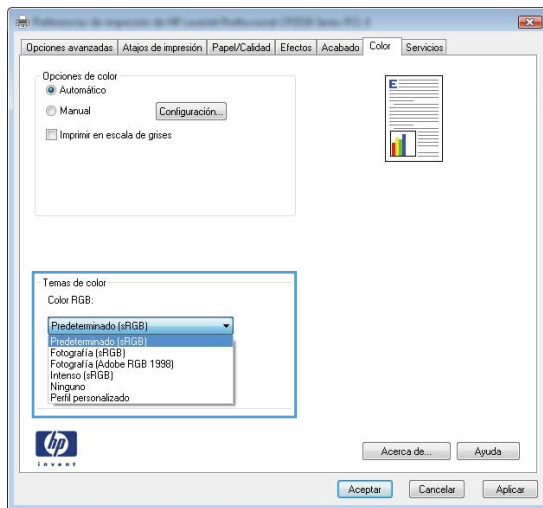 Opciones avanzadas Atajos de impresión Papel/Calidad Efectos Acabado Color Servicios
Opciones de color
Automático
Manual
Configuración...
Imprimir en escala de grises
E
Temas de color
Color RGB:
Predeterminado (sRGB)
Predeterminado (sRGB)
Fotografía (sRGB)
Fotografía (Adobe RGB 1998)
Intenso (sRGB)
Ninguno
Perfil personalizado
hp
invent
Acerca de... Ayuda
Aceptar Cancelar Aplicar